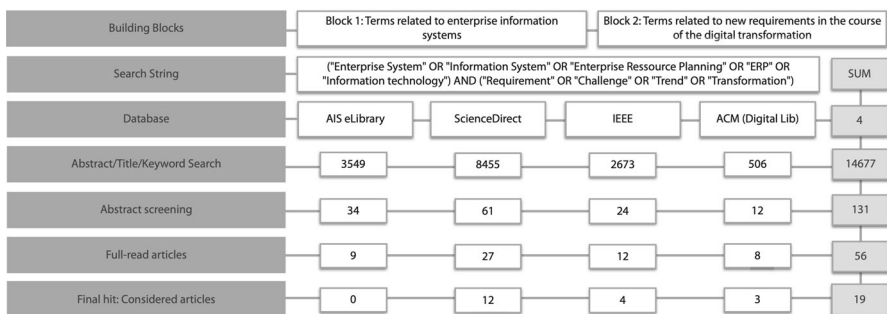 Building Blocks
Block 1: Terms related to enterprise information
systems
Block 2: Terms related to new requirements in the course
of the digital transformation
Search String
("Enterprise System" OR "Information System" OR "Enterprise Ressource Planning" OR "ERP" OR
"Information technology") AND ("Requirement" OR "Challenge" OR "Trend" OR "Transformation")
SUM
Database
AIS eLibrary
ScienceDirect
IEEE
ACM (Digital Lib)
4
Abstract/Title/Keyword Search
3549
8455
2673
506
14677
Abstract screening
34
61
24
12
131
Full-read articles
9
27
12
8
56
Final hit: Considered articles
0
12
4
3
19